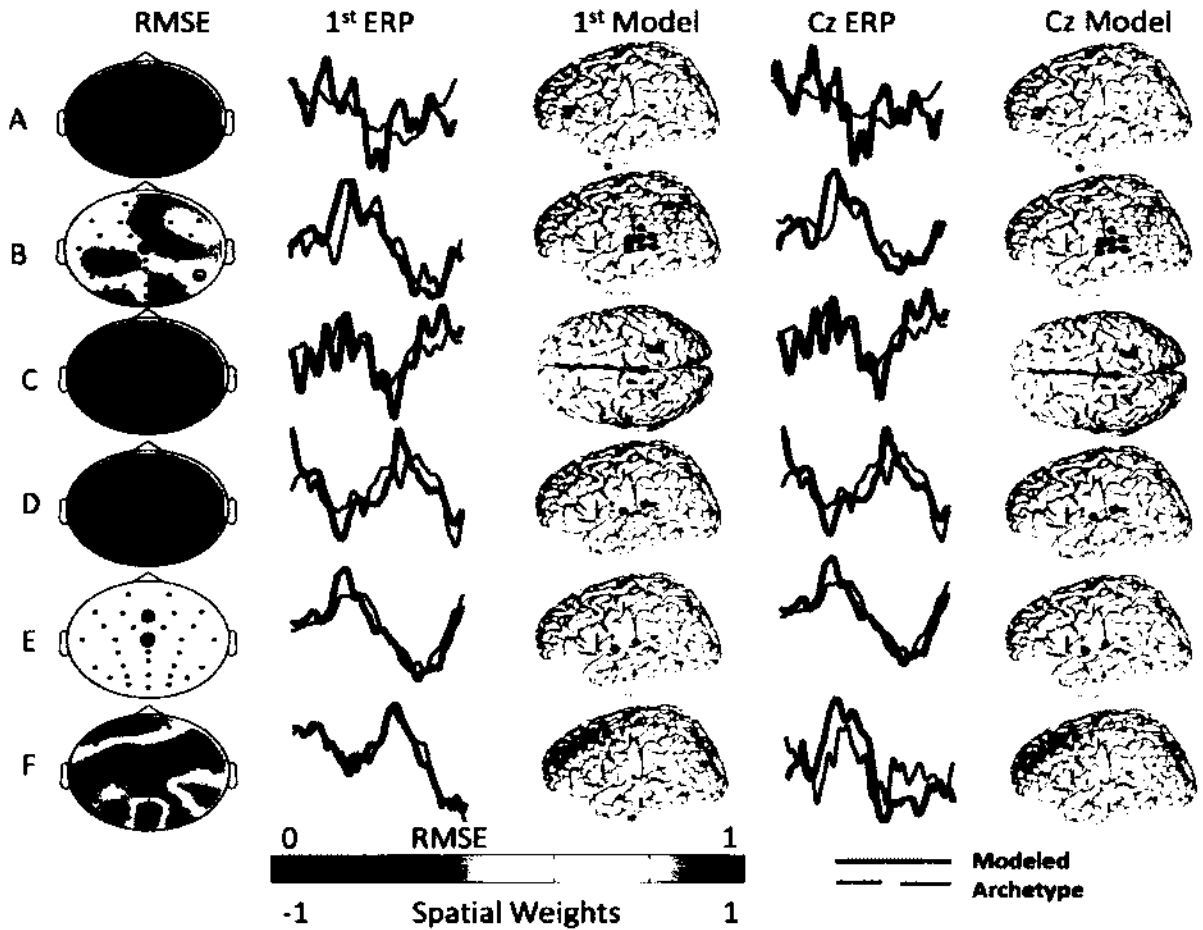 RMSE 1st ERP 1st Model Cz ERP Cz Model
A
B
C
D
E
F
0 RMSE 1
-1 Spatial Weights 1
Modeled
Archetype